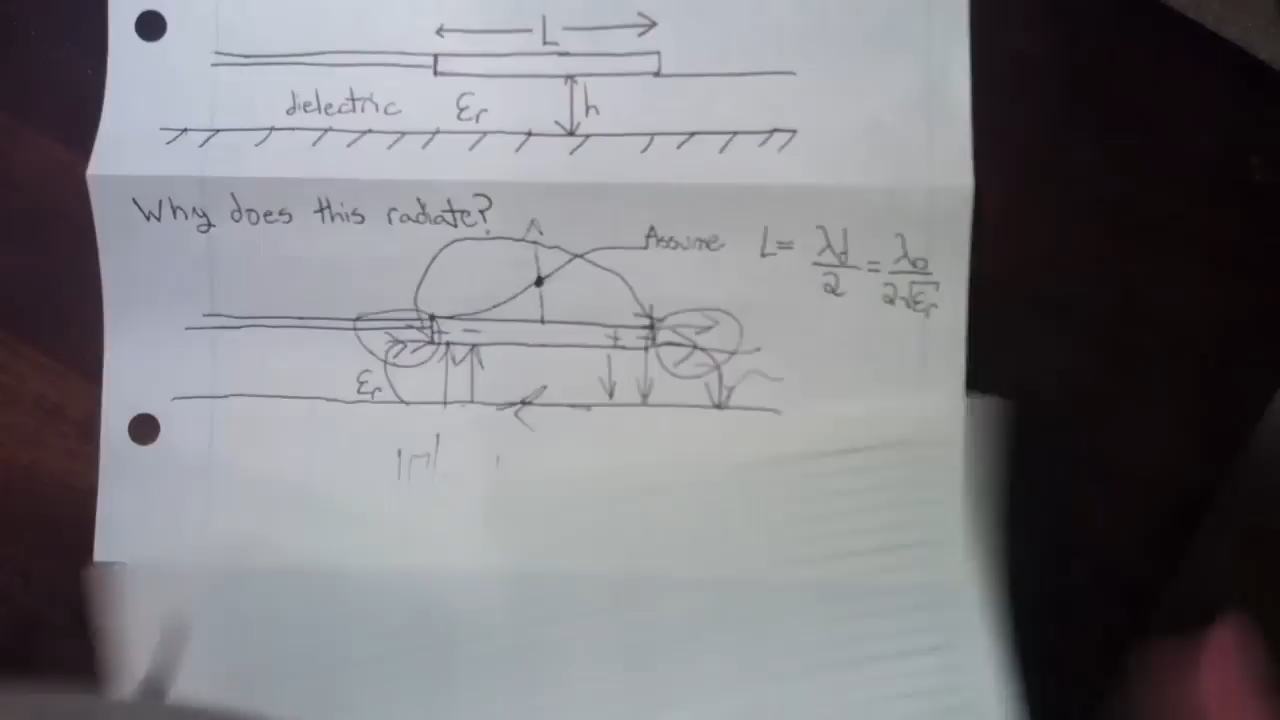 L
dielectric εr h
Why does this radiate?
Assume L = λd/2 = λ0/2√εr
- -
+ +
εr